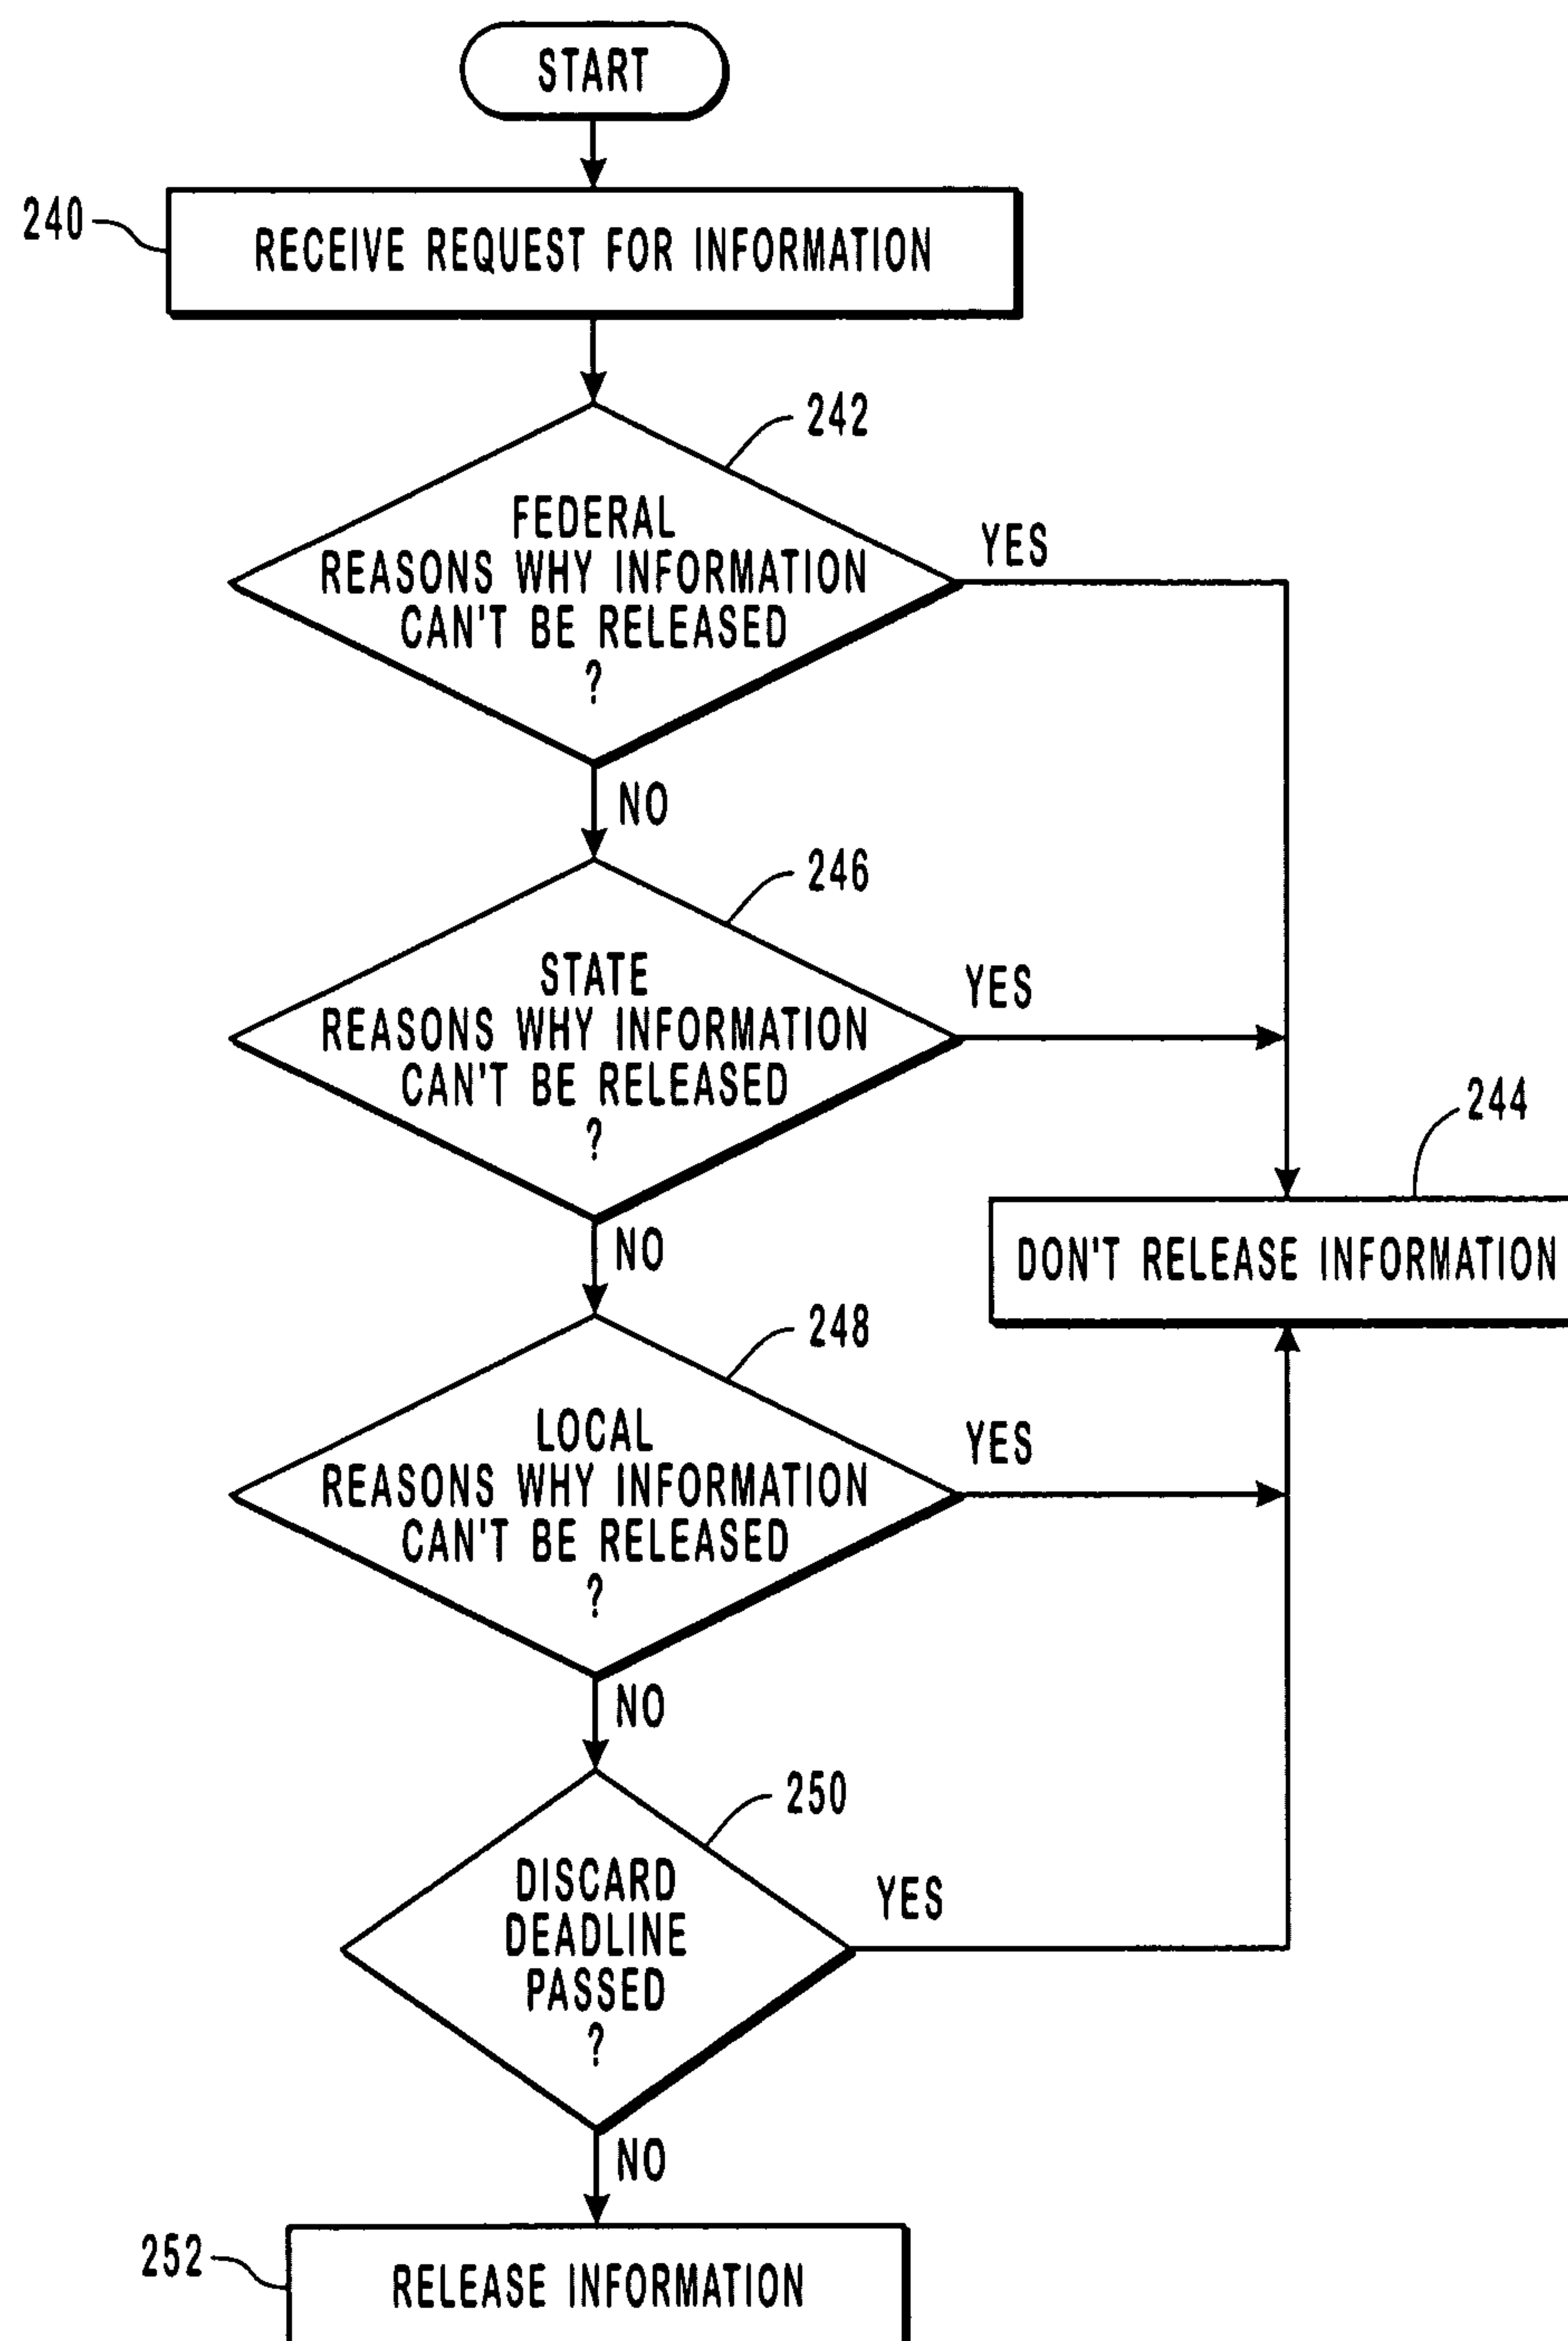 START
240
RECEIVE REQUEST FOR INFORMATION
242
FEDERAL
REASONS WHY INFORMATION
CAN'T BE RELEASED
?
YES
NO
246
STATE
REASONS WHY INFORMATION
CAN'T BE RELEASED
?
YES
244
DON'T RELEASE INFORMATION
NO
248
LOCAL
REASONS WHY INFORMATION
CAN'T BE RELEASED
?
YES
NO
250
DISCARD
DEADLINE
PASSED
?
YES
NO
252
RELEASE INFORMATION